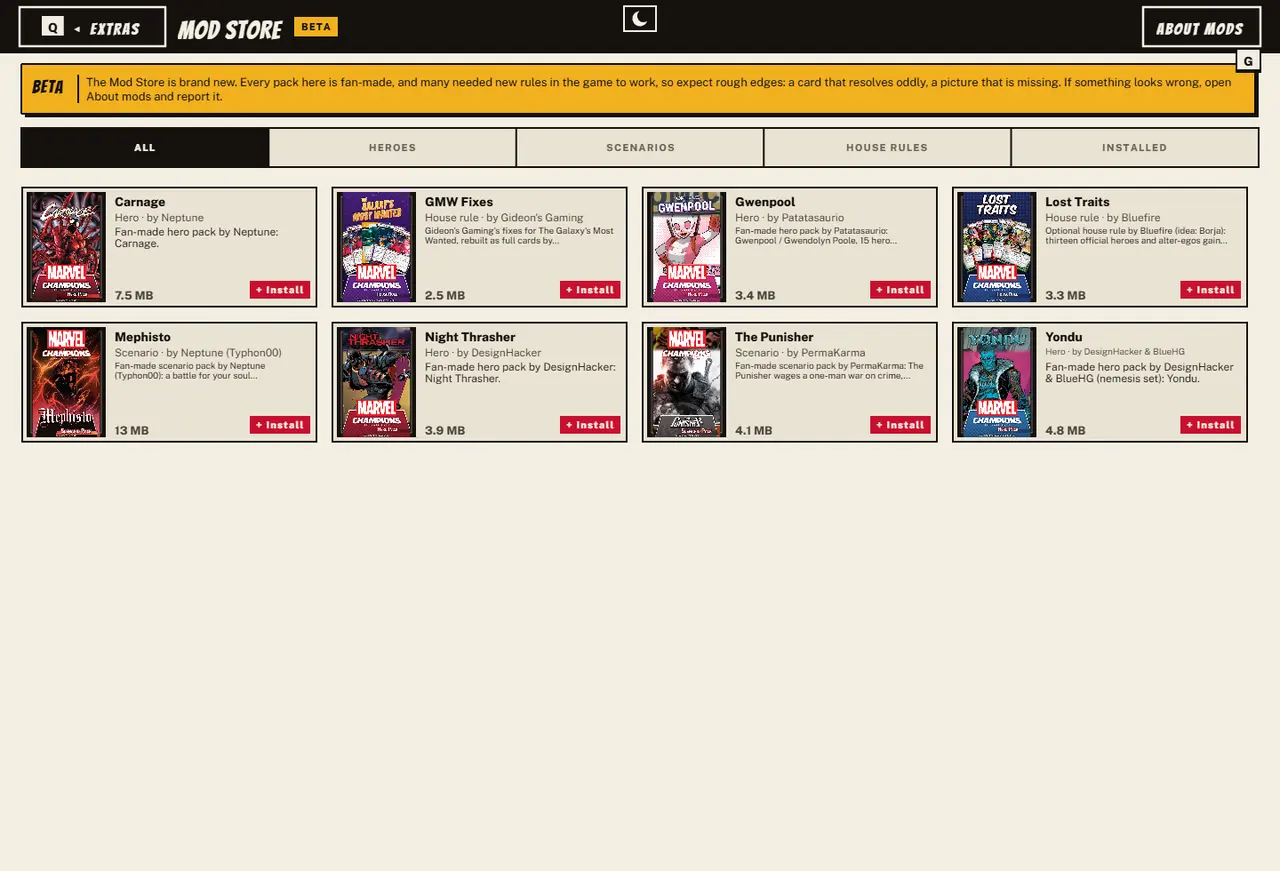 Q ◂ EXTRAS
MOD STORE
BETA
ABOUT MODS
G
BETA
The Mod Store is brand new. Every pack here is fan-made, and many needed new rules in the game to work, so expect rough edges: a card that resolves oddly, a picture that is missing. If something looks wrong, open
About mods and report it.
ALL
HEROES
SCENARIOS
HOUSE RULES
INSTALLED
Carnage
MARVEL
CHAMPIONS
Carnage
Hero · by Neptune
Fan-made hero pack by Neptune:
Carnage.
7.5 MB
+ Install
THE GALAXY'S
MOST WANTED
MARVEL
CHAMPIONS
GMW Fixes
House rule · by Gideon's Gaming
Gideon's Gaming's fixes for The Galaxy's Most
Wanted, rebuilt as full cards by...
2.5 MB
+ Install
GWENPOOL
MARVEL
CHAMPIONS
Gwenpool
Hero · by Patatasaurio
Fan-made hero pack by Patatasaurio:
Gwenpool / Gwendolyn Poole, 15 hero...
3.4 MB
+ Install
LOST
TRAITS
MARVEL
CHAMPIONS
Lost Traits
House rule · by Bluefire
Optional house rule by Bluefire (idea: Borja):
thirteen official heroes and alter-egos gain...
3.3 MB
+ Install
MARVEL
CHAMPIONS
Mephisto
Mephisto
Scenario · by Neptune (Typhon00)
Fan-made scenario pack by Neptune
(Typhon00): a battle for your soul...
13 MB
+ Install
NIGHT
THRASHER
MARVEL
CHAMPIONS
Night Thrasher
Hero · by DesignHacker
Fan-made hero pack by DesignHacker:
Night Thrasher.
3.9 MB
+ Install
MARVEL
CHAMPIONS
Punisher
The Punisher
Scenario · by PermaKarma
Fan-made scenario pack by PermaKarma: The
Punisher wages a one-man war on crime,...
4.1 MB
+ Install
YONDU
MARVEL
CHAMPIONS
Yondu
Hero · by DesignHacker & BlueHG
Fan-made hero pack by DesignHacker
& BlueHG (nemesis set): Yondu.
4.8 MB
+ Install